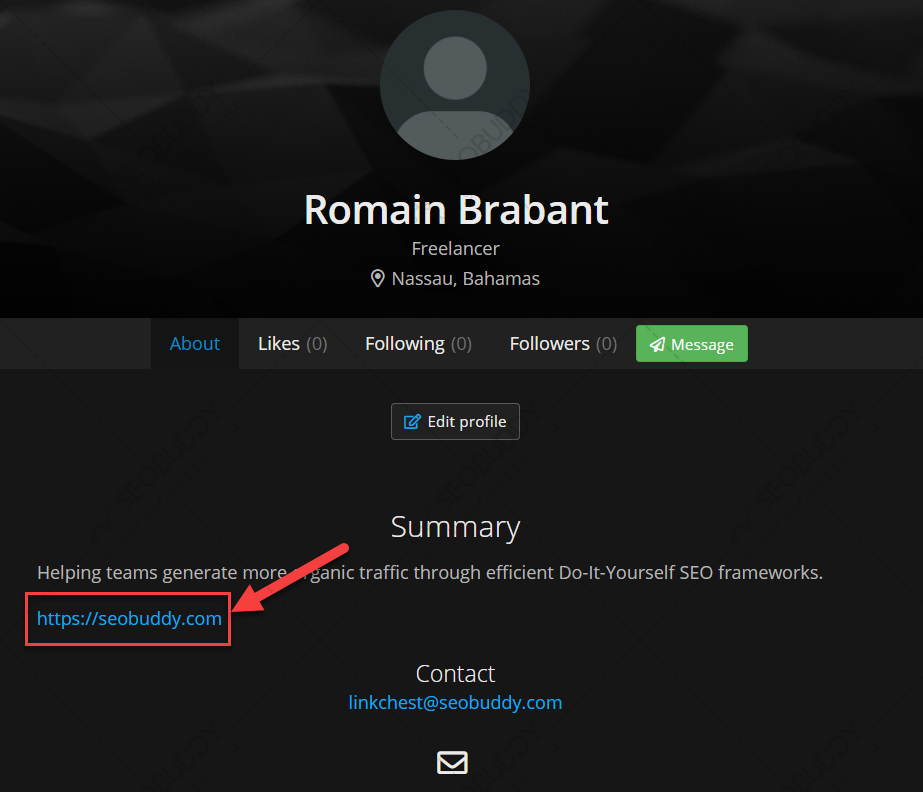 Romain Brabant
Freelancer
Nassau, Bahamas
About Likes (0) Following (0) Followers (0) Message
Edit profile
Summary
Helping teams generate more organic traffic through efficient Do-It-Yourself SEO frameworks.
https://seobuddy.com
Contact
linkchest@seobuddy.com
SEOBUDDY